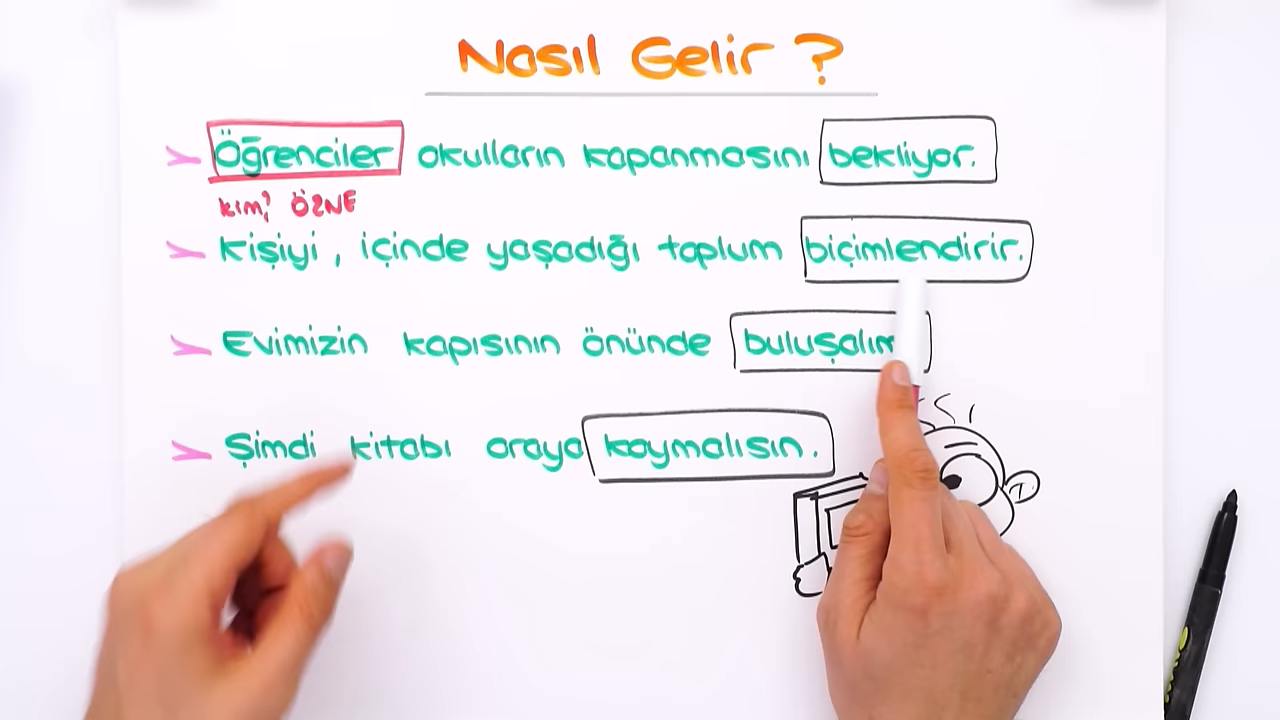 Nasıl Gelir ?
Öğrenciler okulların kapanmasını bekliyor.
kim? ÖZNE
Kişiyi, içinde yaşadığı toplum biçimlendirir.
Evimizin kapısının önünde
Şimdi kitabı oraya koymalısın.